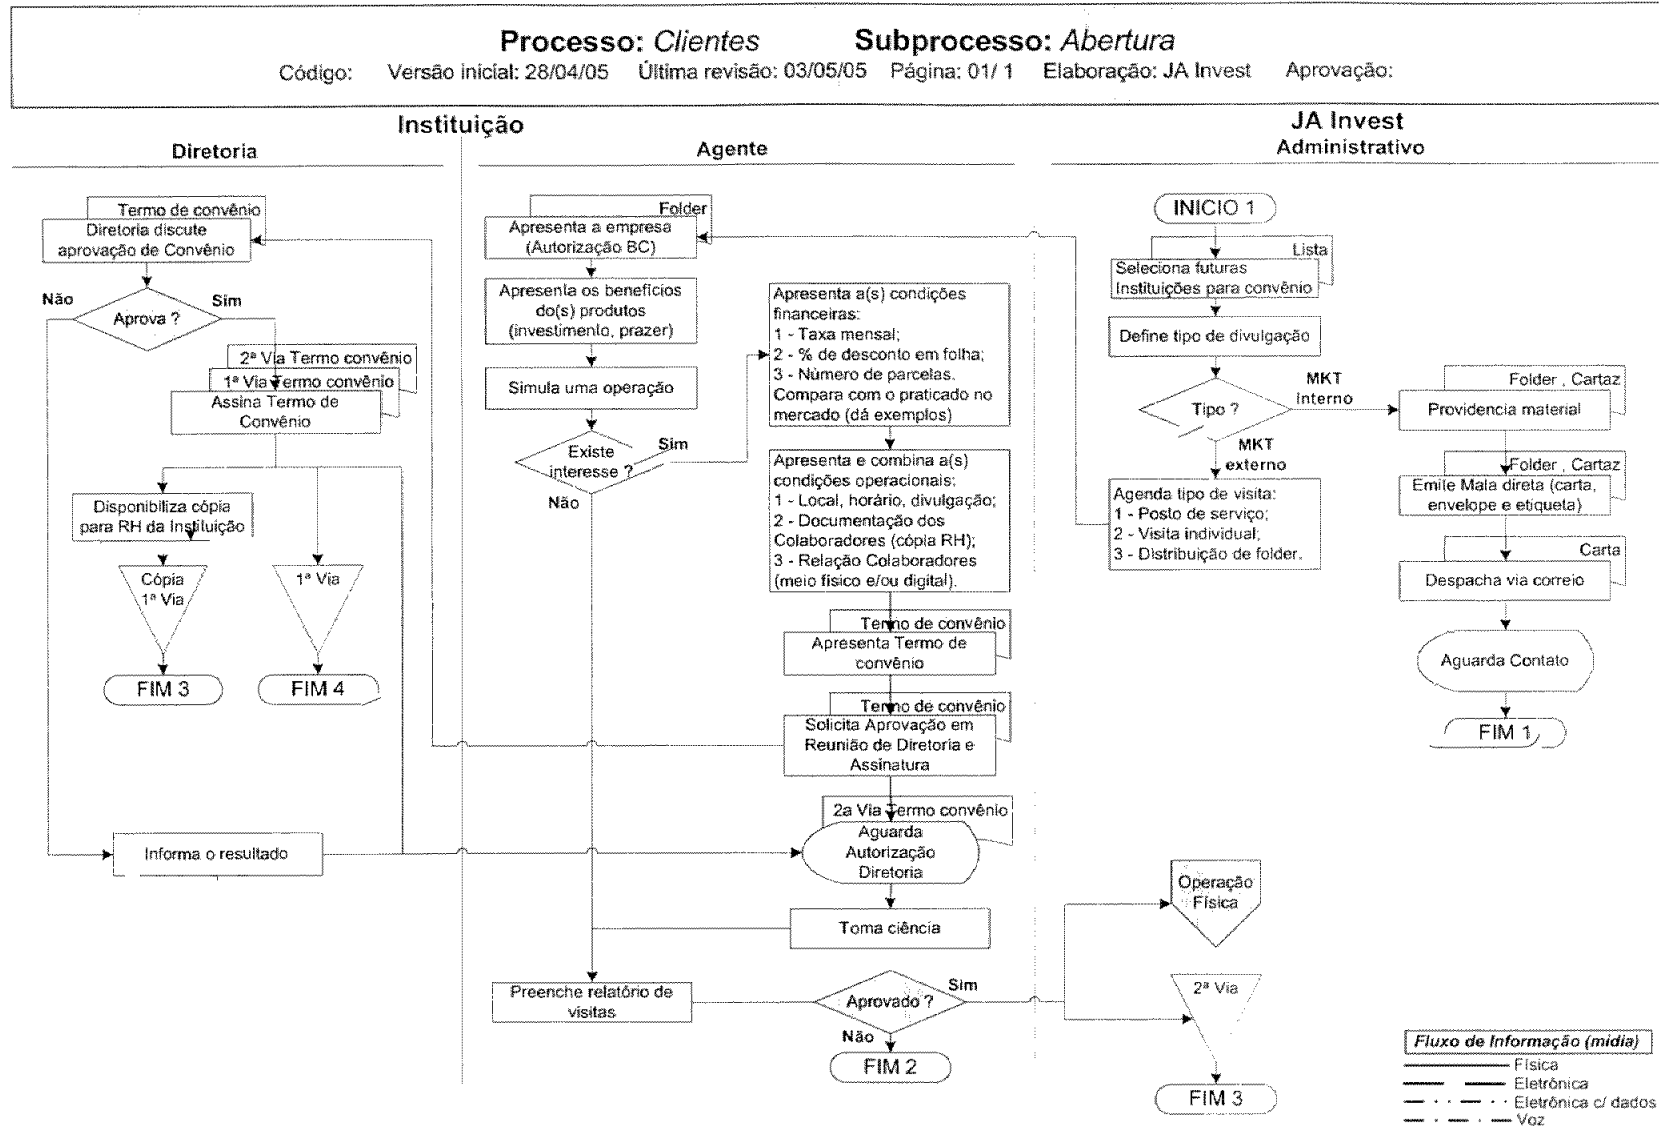 Processo: Clientes Subprocesso: Abertura
Código: Versão inicial: 28/04/05 Última revisão: 03/05/05 Página: 01/ 1 Elaboração: JA Invest Aprovação:
Instituição
JA Invest
Diretoria
Agente
Administrativo
Termo de convênio
Diretoria discute
aprovação de Convênio
Não
Sim
Aprova ?
2ª Via Termo convênio
1ª Via Termo convênio
Assina Termo de
Convênio
Disponibiliza cópia
para RH da Instituição
Cópia
1ª Via
1ª Via
FIM 3
FIM 4
Informa o resultado
Folder
Apresenta a empresa
(Autorização BC)
Apresenta os benefícios
do(s) produtos
(investimento, prazer)
Simula uma operação
Existe
interesse ?
Sim
Não
Apresenta a(s) condições
financeiras:
1 - Taxa mensal;
2 - % de desconto em folha;
3 - Número de parcelas.
Compara com o praticado no
mercado (dá exemplos)
Apresenta e combina a(s)
condições operacionais:
1 - Local, horário, divulgação;
2 - Documentação dos
Colaboradores (cópia RH);
3 - Relação Colaboradores
(meio físico e/ou digital).
Termo de convênio
Apresenta Termo de
convênio
Termo de convênio
Solicita Aprovação em
Reunião de Diretoria e
Assinatura
2a Via Termo convênio
Aguarda
Autorização
Diretoria
Toma ciência
Preenche relatório de
visitas
Aprovado ?
Sim
Não
FIM 2
INICIO 1
Lista
Seleciona futuras
Instituições para convênio
Define tipo de divulgação
Tipo ?
MKT
Interno
MKT
externo
Agenda tipo de visita:
1 - Posto de serviço;
2 - Visita individual;
3 - Distribuição de folder.
Folder , Cartaz
Providencia material
Folder , Cartaz
Emite Mala direta (carta,
envelope e etiqueta)
Carta
Despacha via correio
Aguarda Contato
FIM 1
Operação
Física
2ª Via
FIM 3
Fluxo de Informação (mídia)
Física
Eletrônica
Eletrônica c/ dados
Voz